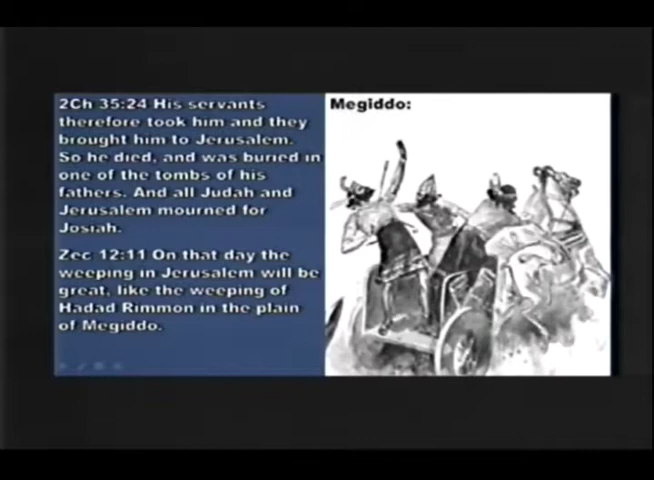 2Ch 35:24 His servants
therefore took him and they
brought him to Jerusalem.
So he died, and was buried in
one of the tombs of his
fathers. And all Judah and
Jerusalem mourned for
Josiah.
Zec 12:11 On that day the
weeping in Jerusalem will be
great, like the weeping of
Hadad Rimmon in the plain
of Megiddo.
Megiddo: